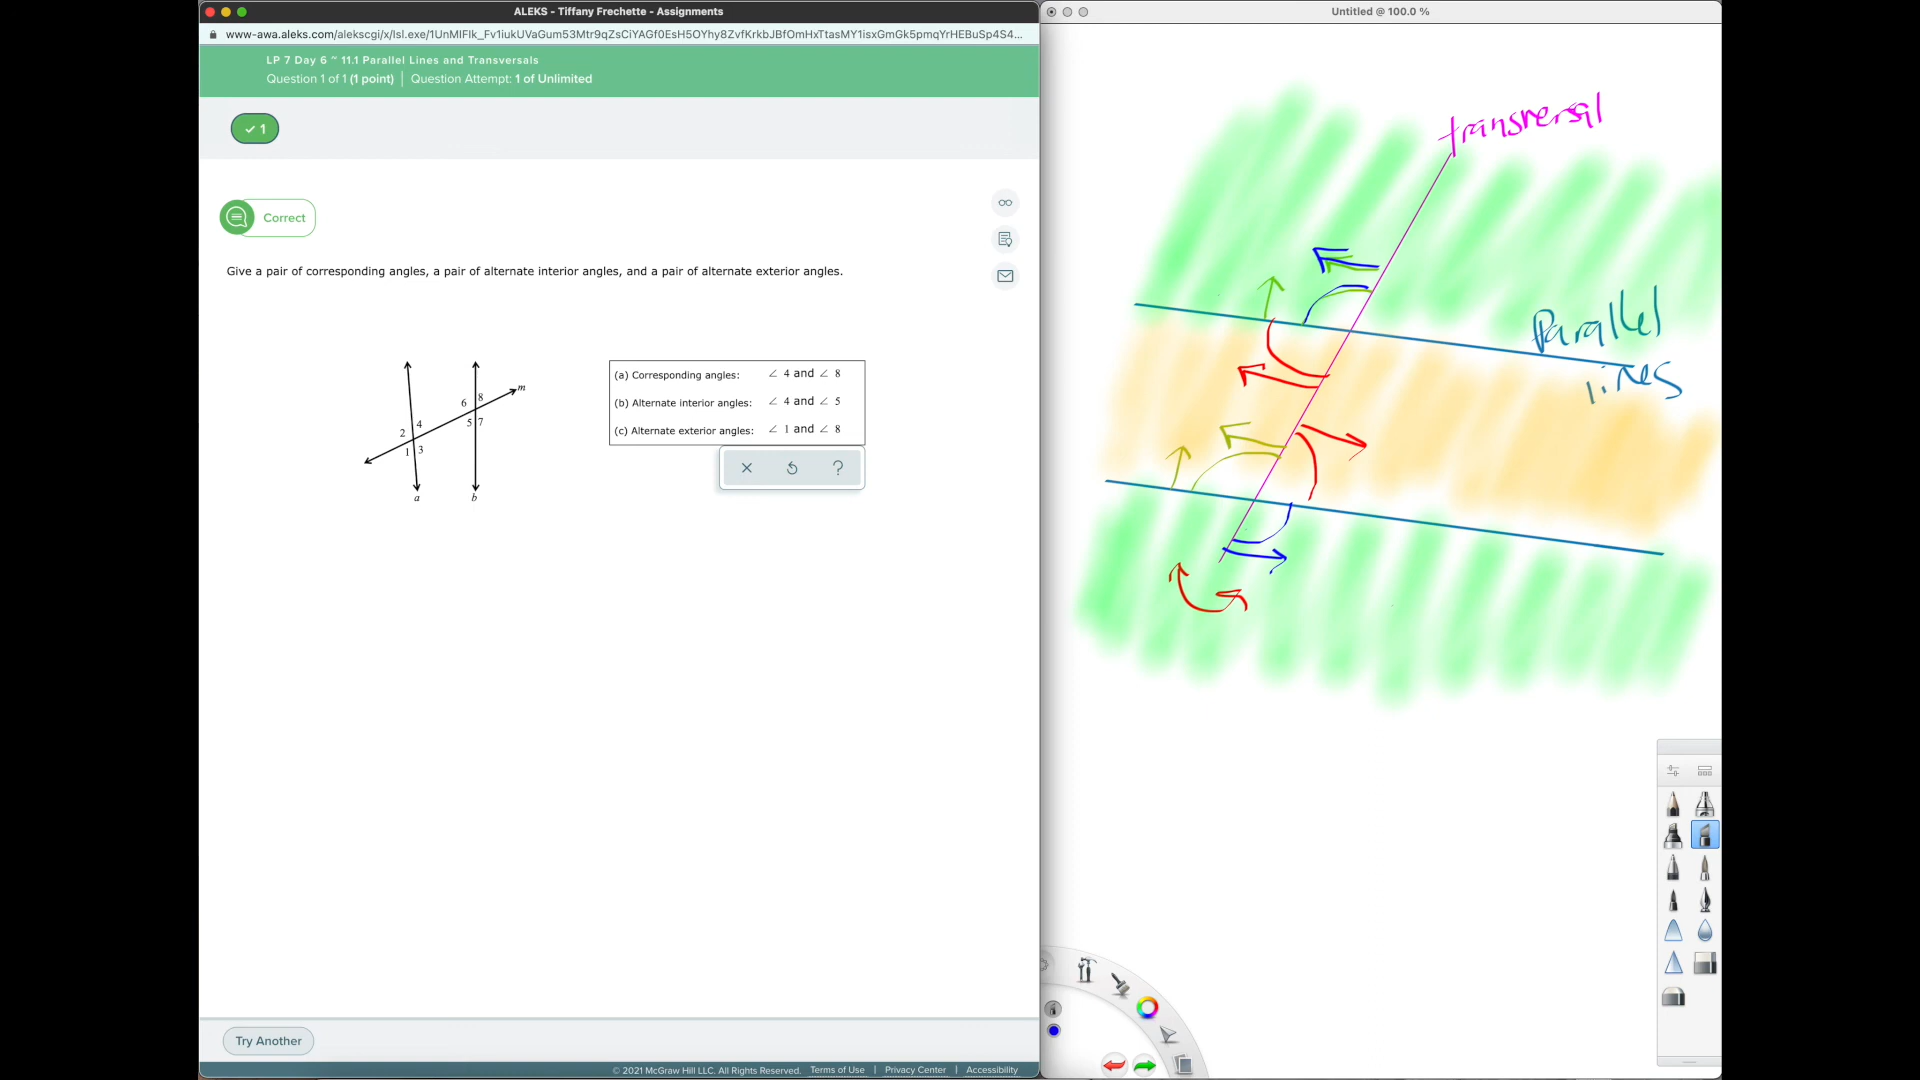 ALEKS - Tiffany Frechette - Assignments
www-awa.aleks.com/alekscgi/x/Isl.exe/1UnMIFIk_Fv1iukUVaGum53Mtr9qZsCiYAGf0EsH5OYhy8ZvfKrkbJBfOmHxTtasMY1isxGmGk5pmqYrHEBuSp4S4...
LP 7 Day 6 ~ 11.1 Parallel Lines and Transversals
Question 1 of 1 (1 point) | Question Attempt: 1 of Unlimited
✓ 1
Correct
Give a pair of corresponding angles, a pair of alternate interior angles, and a pair of alternate exterior angles.
m
6 8
5 7
2 4
1 3
a b
(a) Corresponding angles: ∠ 4 and ∠ 8
(b) Alternate interior angles: ∠ 4 and ∠ 5
(c) Alternate exterior angles: ∠ 1 and ∠ 8
?
Try Another
© 2021 McGraw Hill LLC. All Rights Reserved. Terms of Use | Privacy Center | Accessibility
Untitled @ 100.0 %
transversal
Parallel
lines